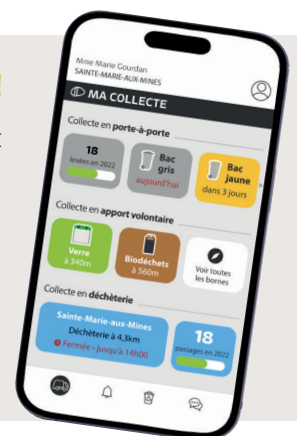 !
Mme Marie Gourdan
SAINTE-MARIE-AUX-MINES
MA COLLECTE
Collecte en porte-à-porte
18
levées en 2022
Bac
gris
aujourd'hui
Bac
jaune
dans 3 jours
Collecte en apport volontaire
Verre
à 340m
Biodéchets
à 560m
Voir toutes
les bornes
Collecte en déchèterie
Sainte-Marie-aux-Mines
Déchèterie à 4,3km
Fermée - jusqu'à 14h00
18
passages en 2022